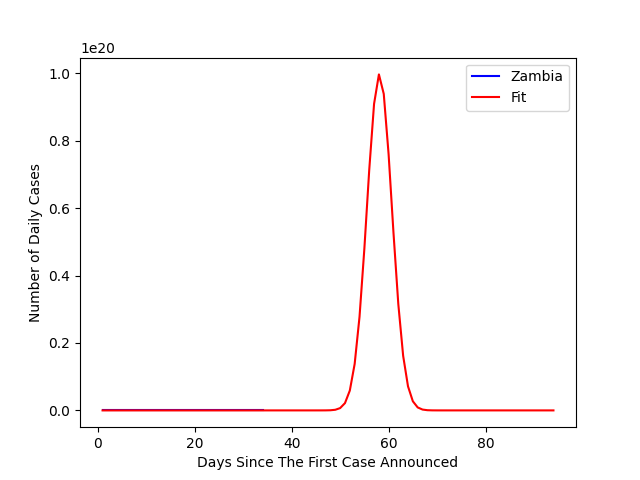 1e20
1.0
0.8
0.6
0.4
0.2
0.0
Number of Daily Cases
0 20 40 60 80
Days Since The First Case Announced
Zambia
Fit